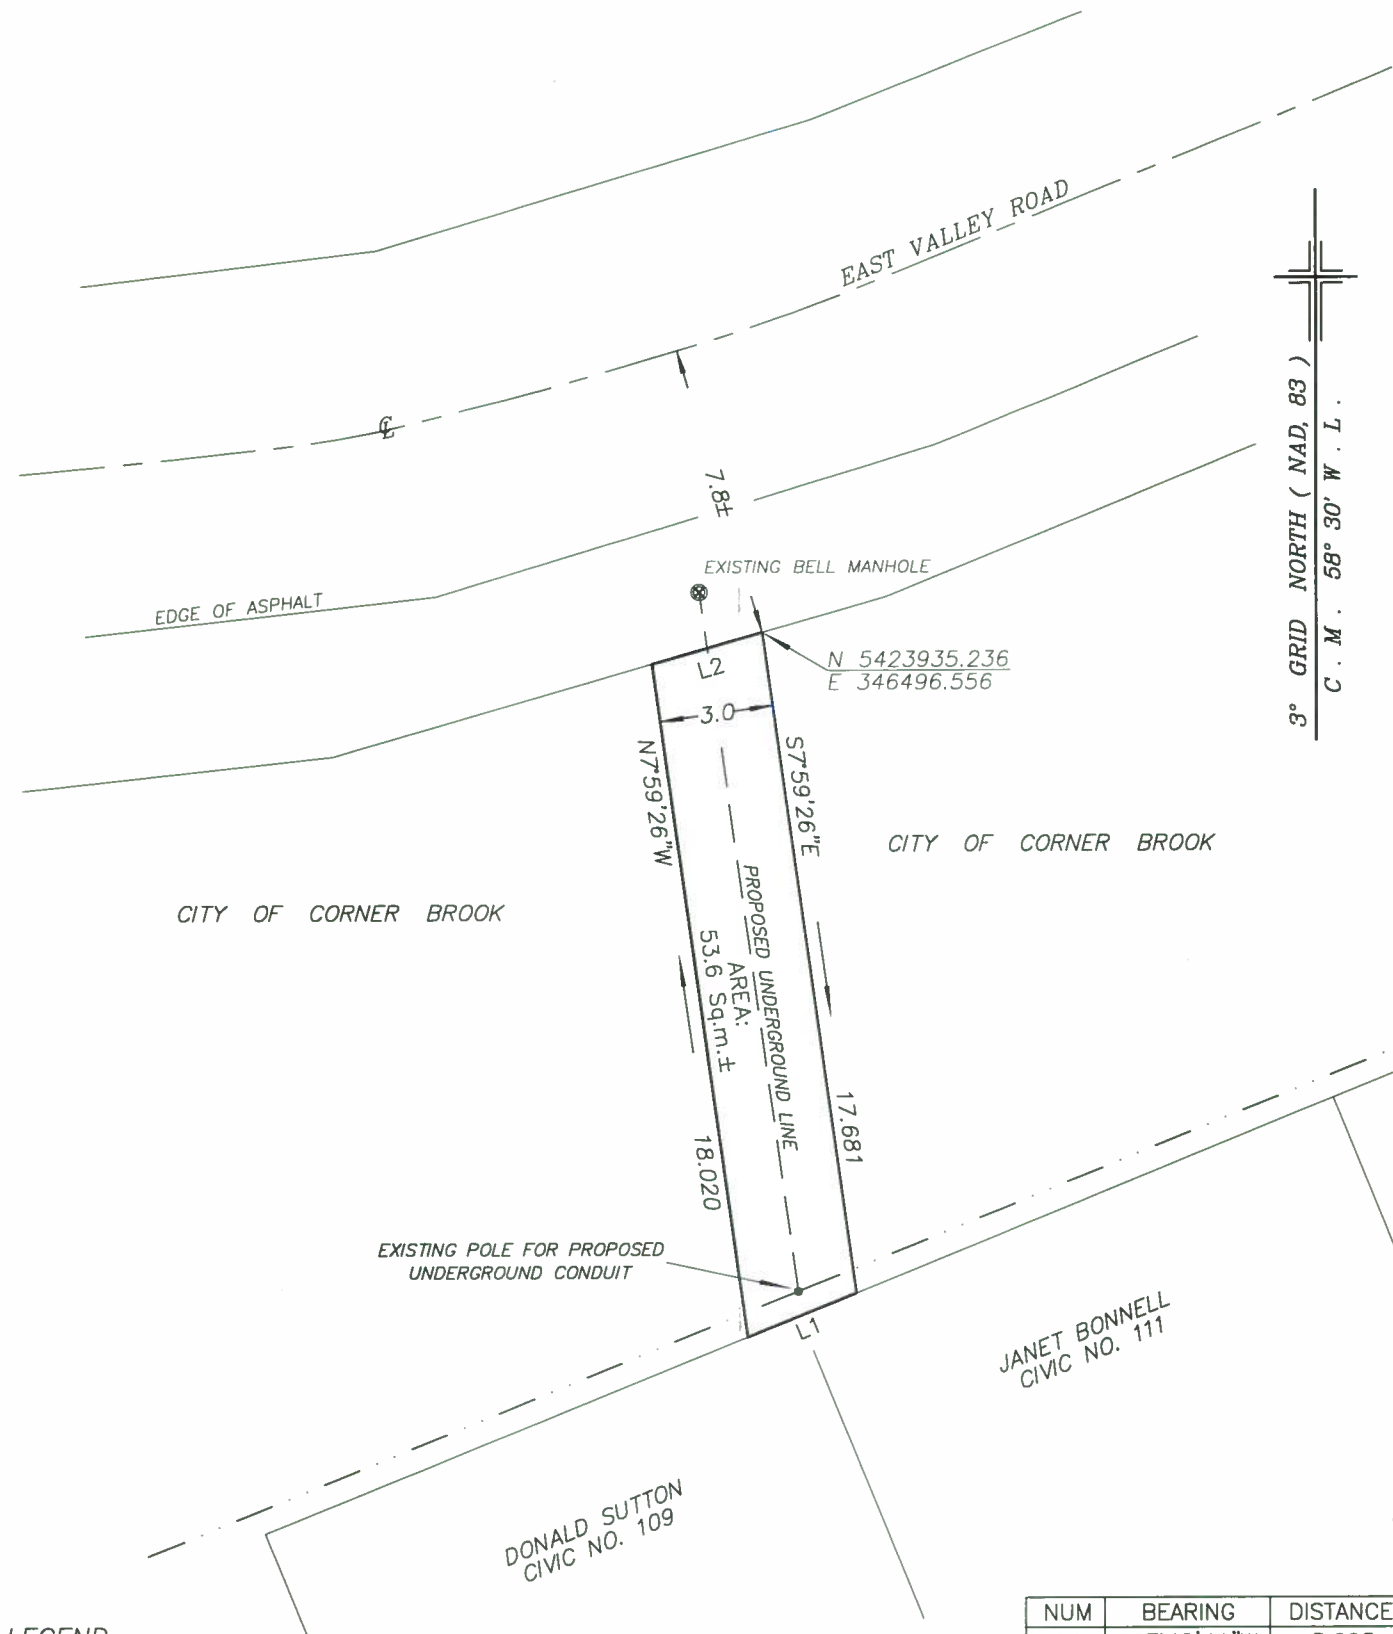 EAST VALLEY ROAD
℄
7.8±
3° GRID NORTH ( NAD, 83 )
C . M . 58° 30' W . L .
EXISTING BELL MANHOLE
EDGE OF ASPHALT
N 5423935.236
E 346496.556
L2
3.0
N7°59'26"W
S7°59'26"E
CITY OF CORNER BROOK
CITY OF CORNER BROOK
PROPOSED UNDERGROUND LINE
AREA:
53.6 Sq.m.±
17.681
18.020
EXISTING POLE FOR PROPOSED
UNDERGROUND CONDUIT
L1
JANET BONNELL
CIVIC NO. 111
DONALD SUTTON
CIVIC NO. 109
LEGEND
NUM BEARING DISTANCE